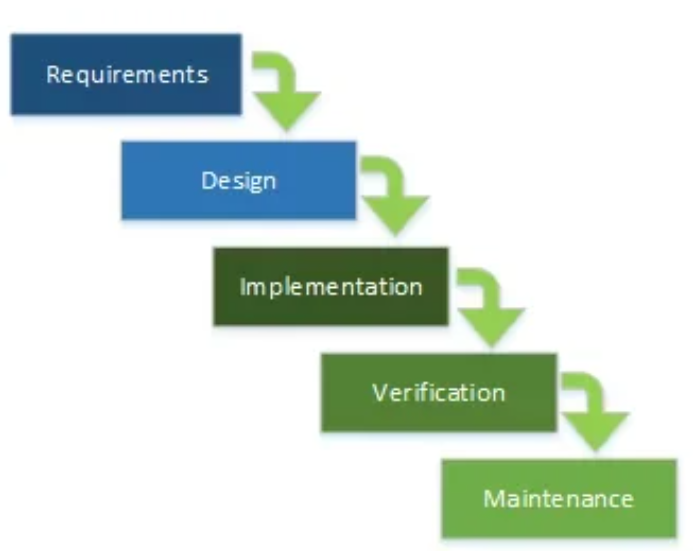 Requirements
Design
Implementation
Verification
Maintenance